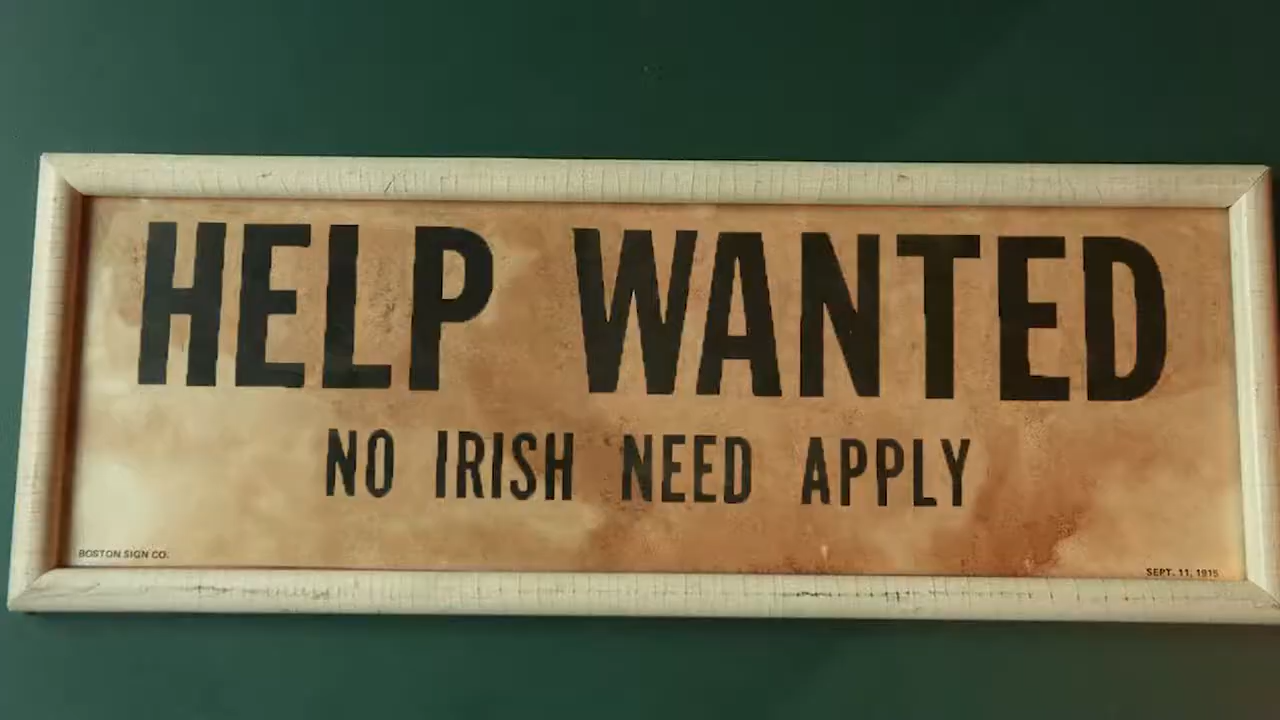 HELP WANTED
NO IRISH NEED APPLY
BOSTON SIGN CO.
SEPT. 11, 1915